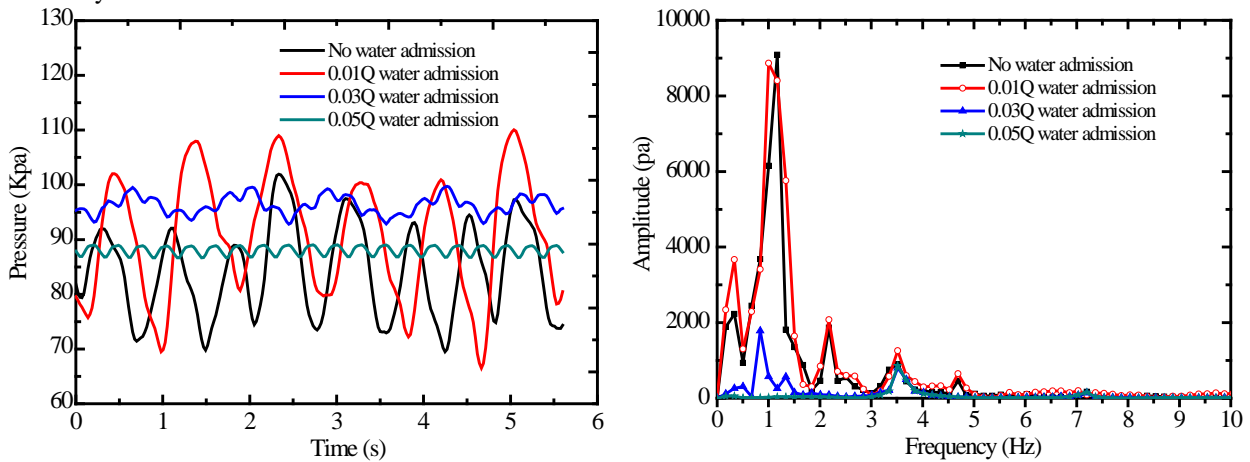 130
120
110
100
90
80
70
60
Pressure (Kpa)
0
1
2
3
4
5
6
Time (s)
No water admission
0.01Q water admission
0.03Q water admission
0.05Q water admission
10000
8000
6000
4000
2000
0
Amplitude (pa)
0
1
2
3
4
5
6
7
8
9
10
Frequency (Hz)
No water admission
0.01Q water admission
0.03Q water admission
0.05Q water admission